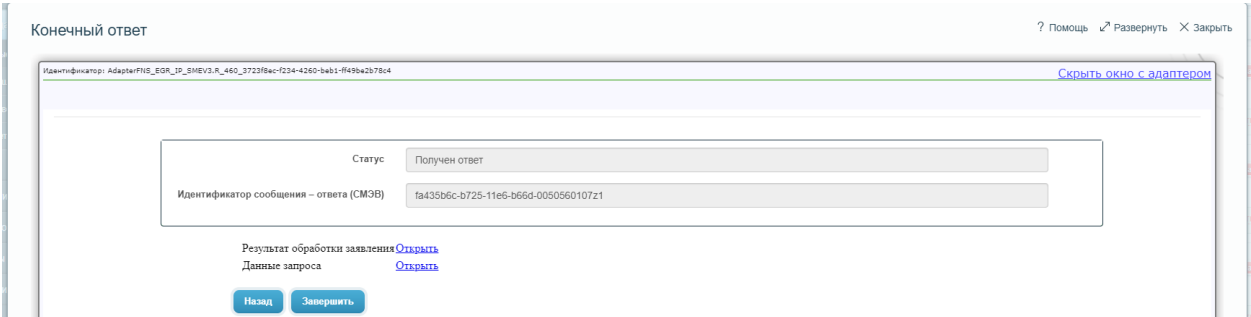 Конечный ответ
? Помощь Развернуть Закрыть
Идентификатор: AdapterFNS_EGR_IP_SMEV3.R_460_3723f8ec-f234-4260-beb1-ff49be2b78c4
Скрыть окно с адаптером
Статус Получен ответ
Идентификатор сообщения – ответа (СМЭВ) fa435b6c-b725-11e6-b66d-0050560107z1
Результат обработки заявления Открыть
Данные запроса Открыть
Назад Завершить